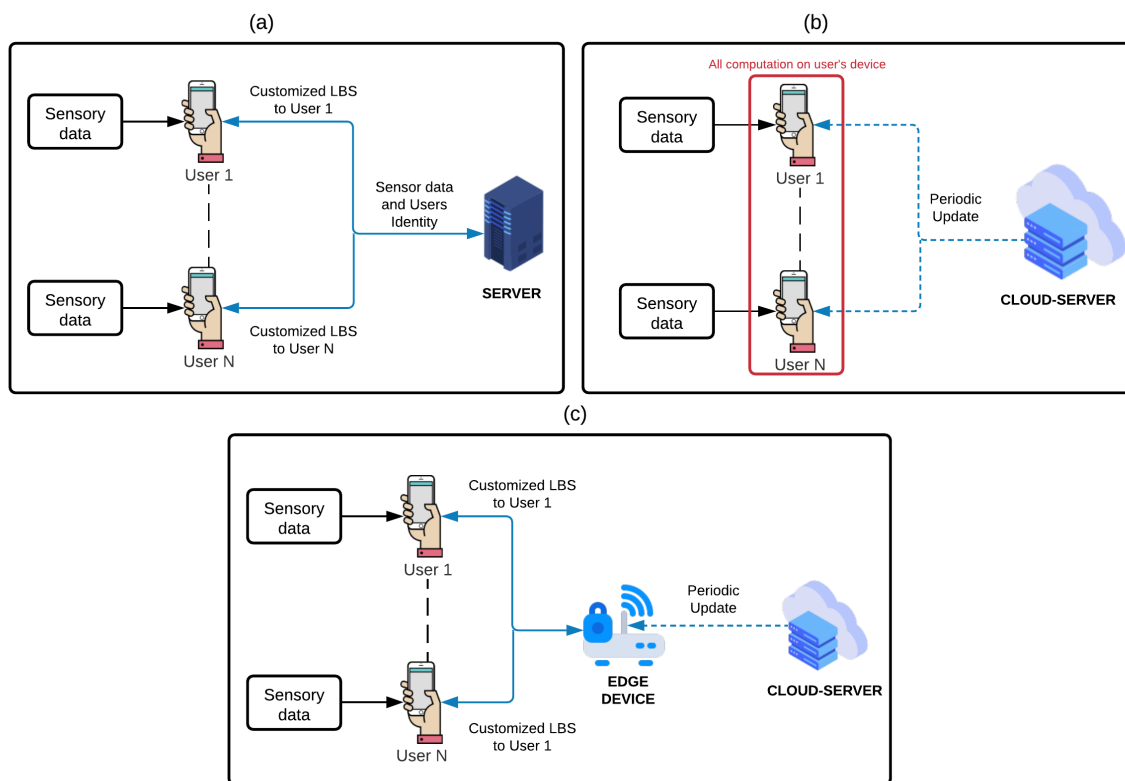 (a)
Customized LBS
to User 1
Sensory
data
User 1
Sensor data
and Users
Identity
SERVER
Sensory
data
Customized LBS
to User N
User N
(b)
All computation on user's device
Sensory
data
User 1
Periodic
Update
CLOUD-SERVER
Sensory
data
User N
(c)
Customized LBS
to User 1
Sensory
data
User 1
Periodic
Update
EDGE
DEVICE
CLOUD-SERVER
Sensory
data
Customized LBS
to User 1
User N